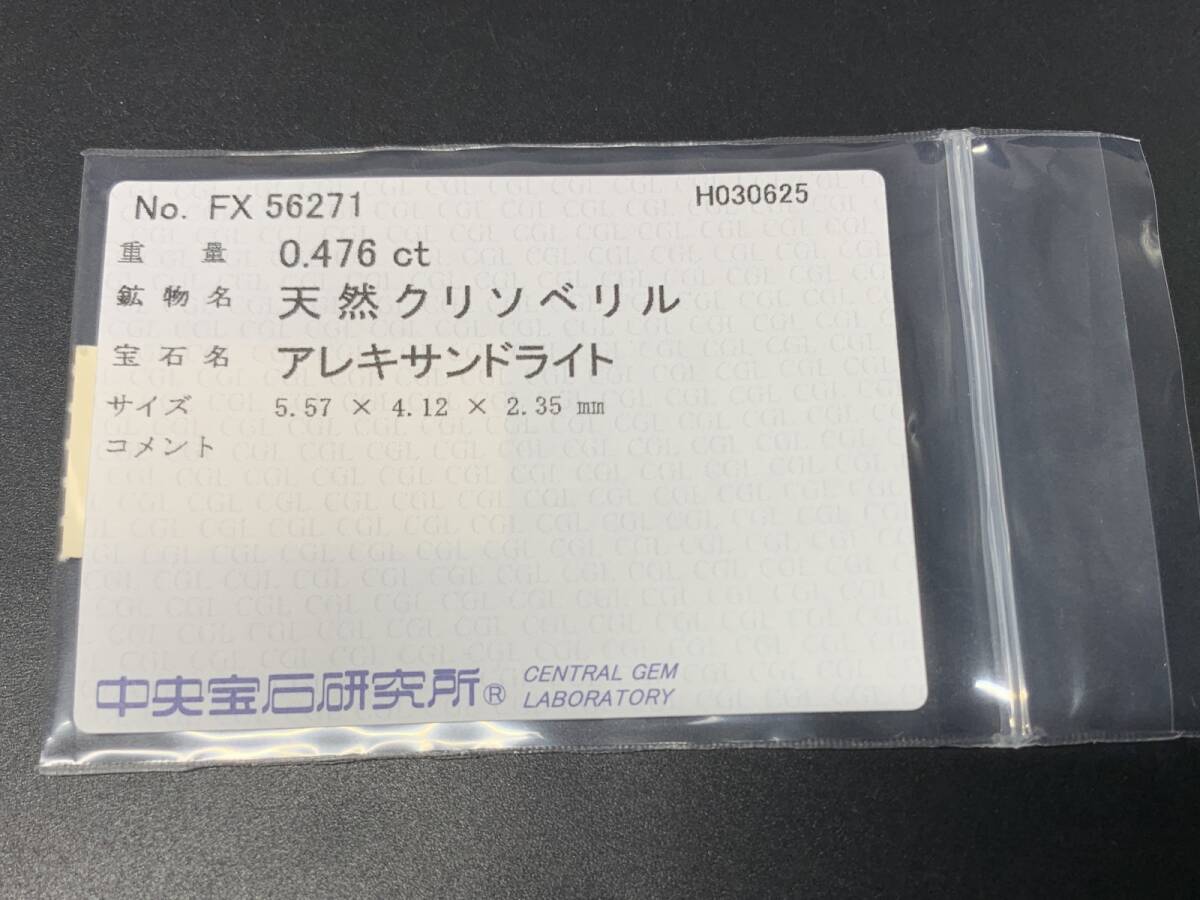 No. FX 56271
H030625
重量 0.476 ct
鉱物名 天然クリソベリル
宝石名 アレキサンドライト
サイズ 5.57 × 4.12 × 2.35 ㎜
コメント
中央宝石研究所® CENTRAL GEM
LABORATORY